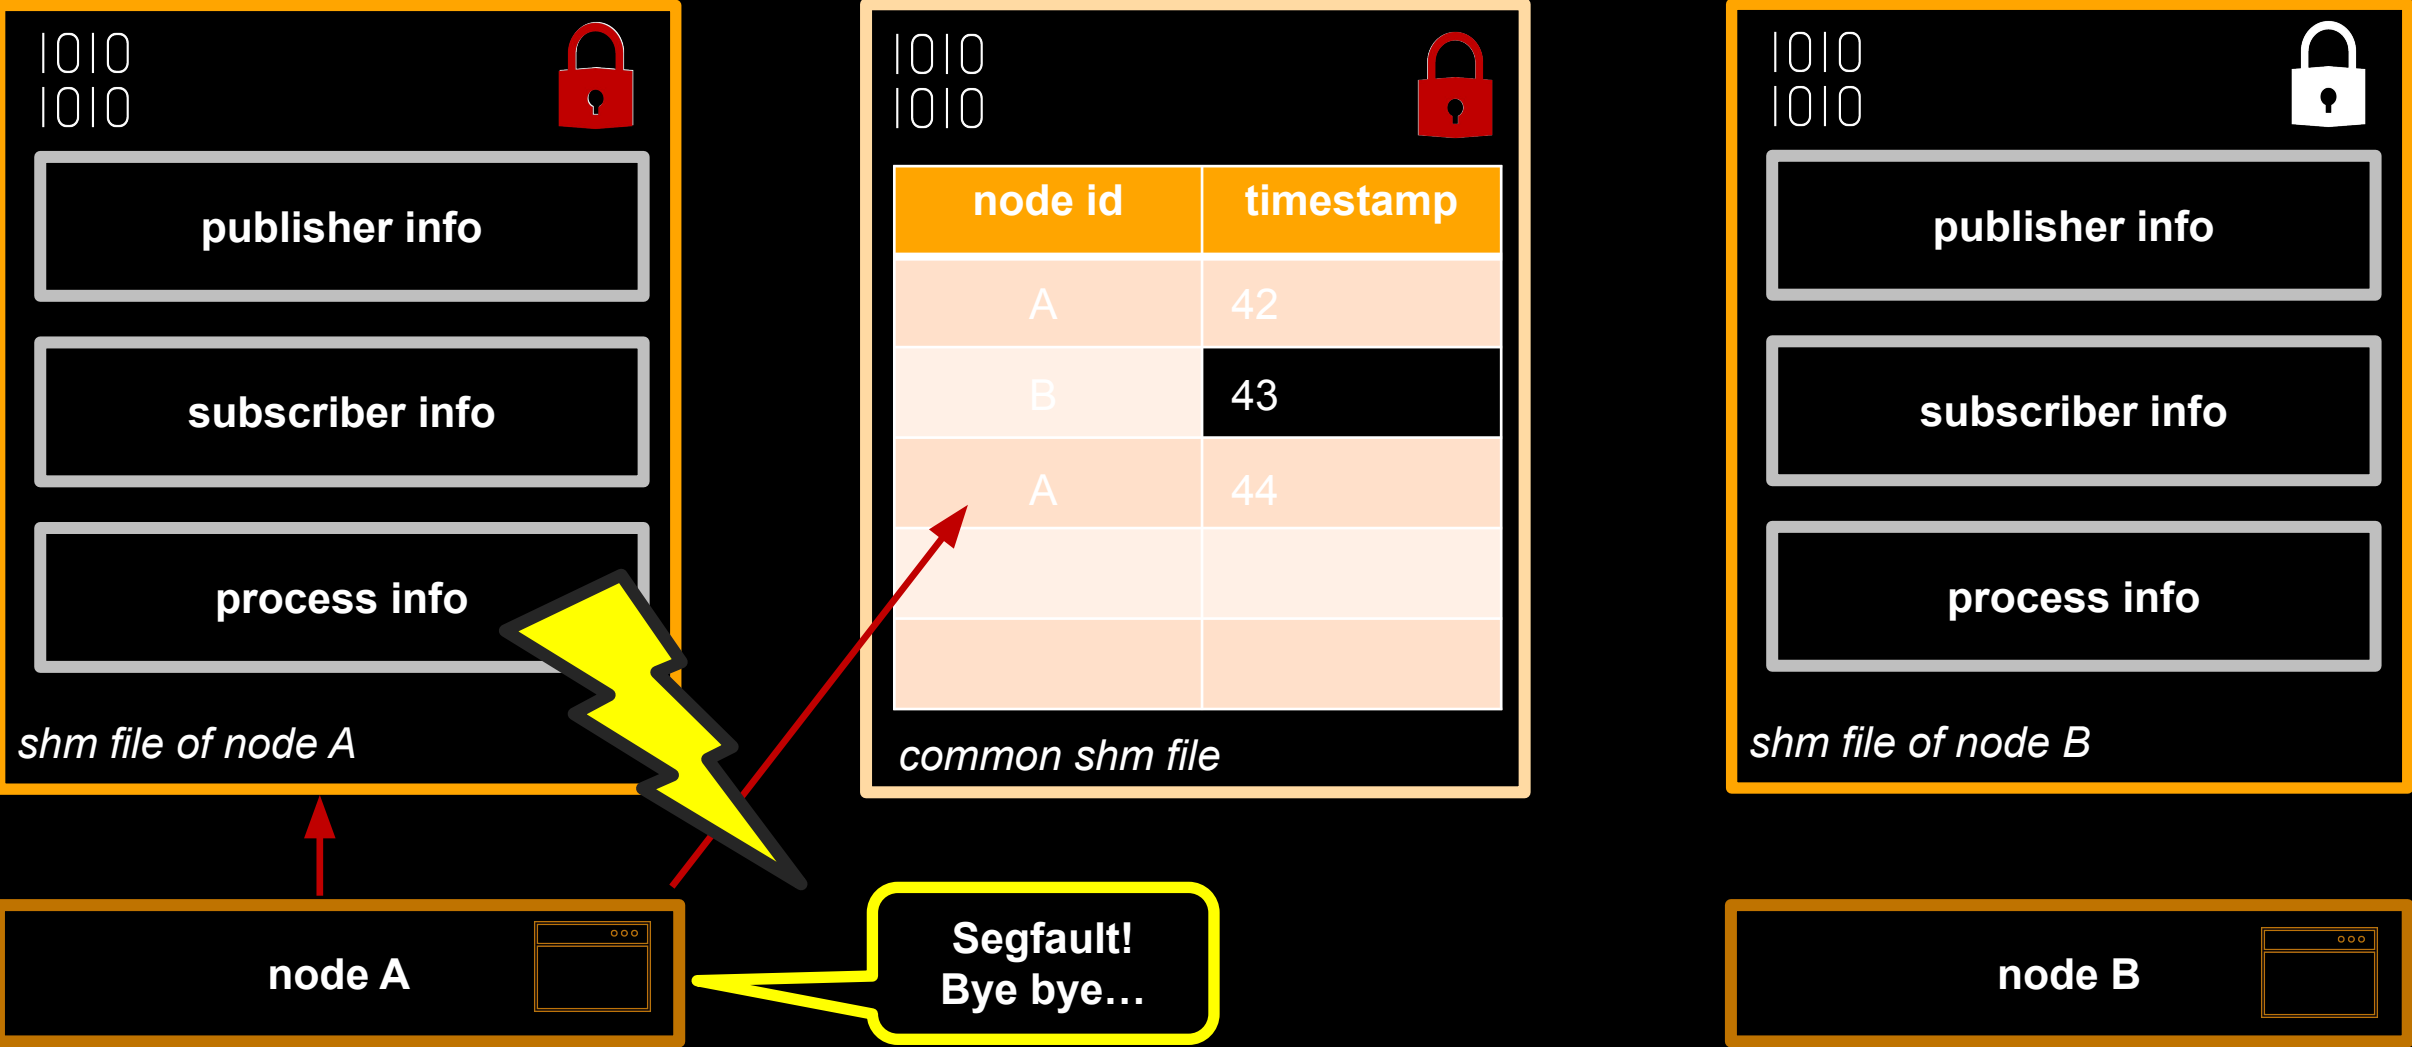 1010
1010
publisher info
subscriber info
process info
shm file of node A
1010
1010
node id timestamp
A 42
B 43
A 44
common shm file
1010
1010
publisher info
subscriber info
process info
shm file of node B
node A
Segfault!
Bye bye...
node B